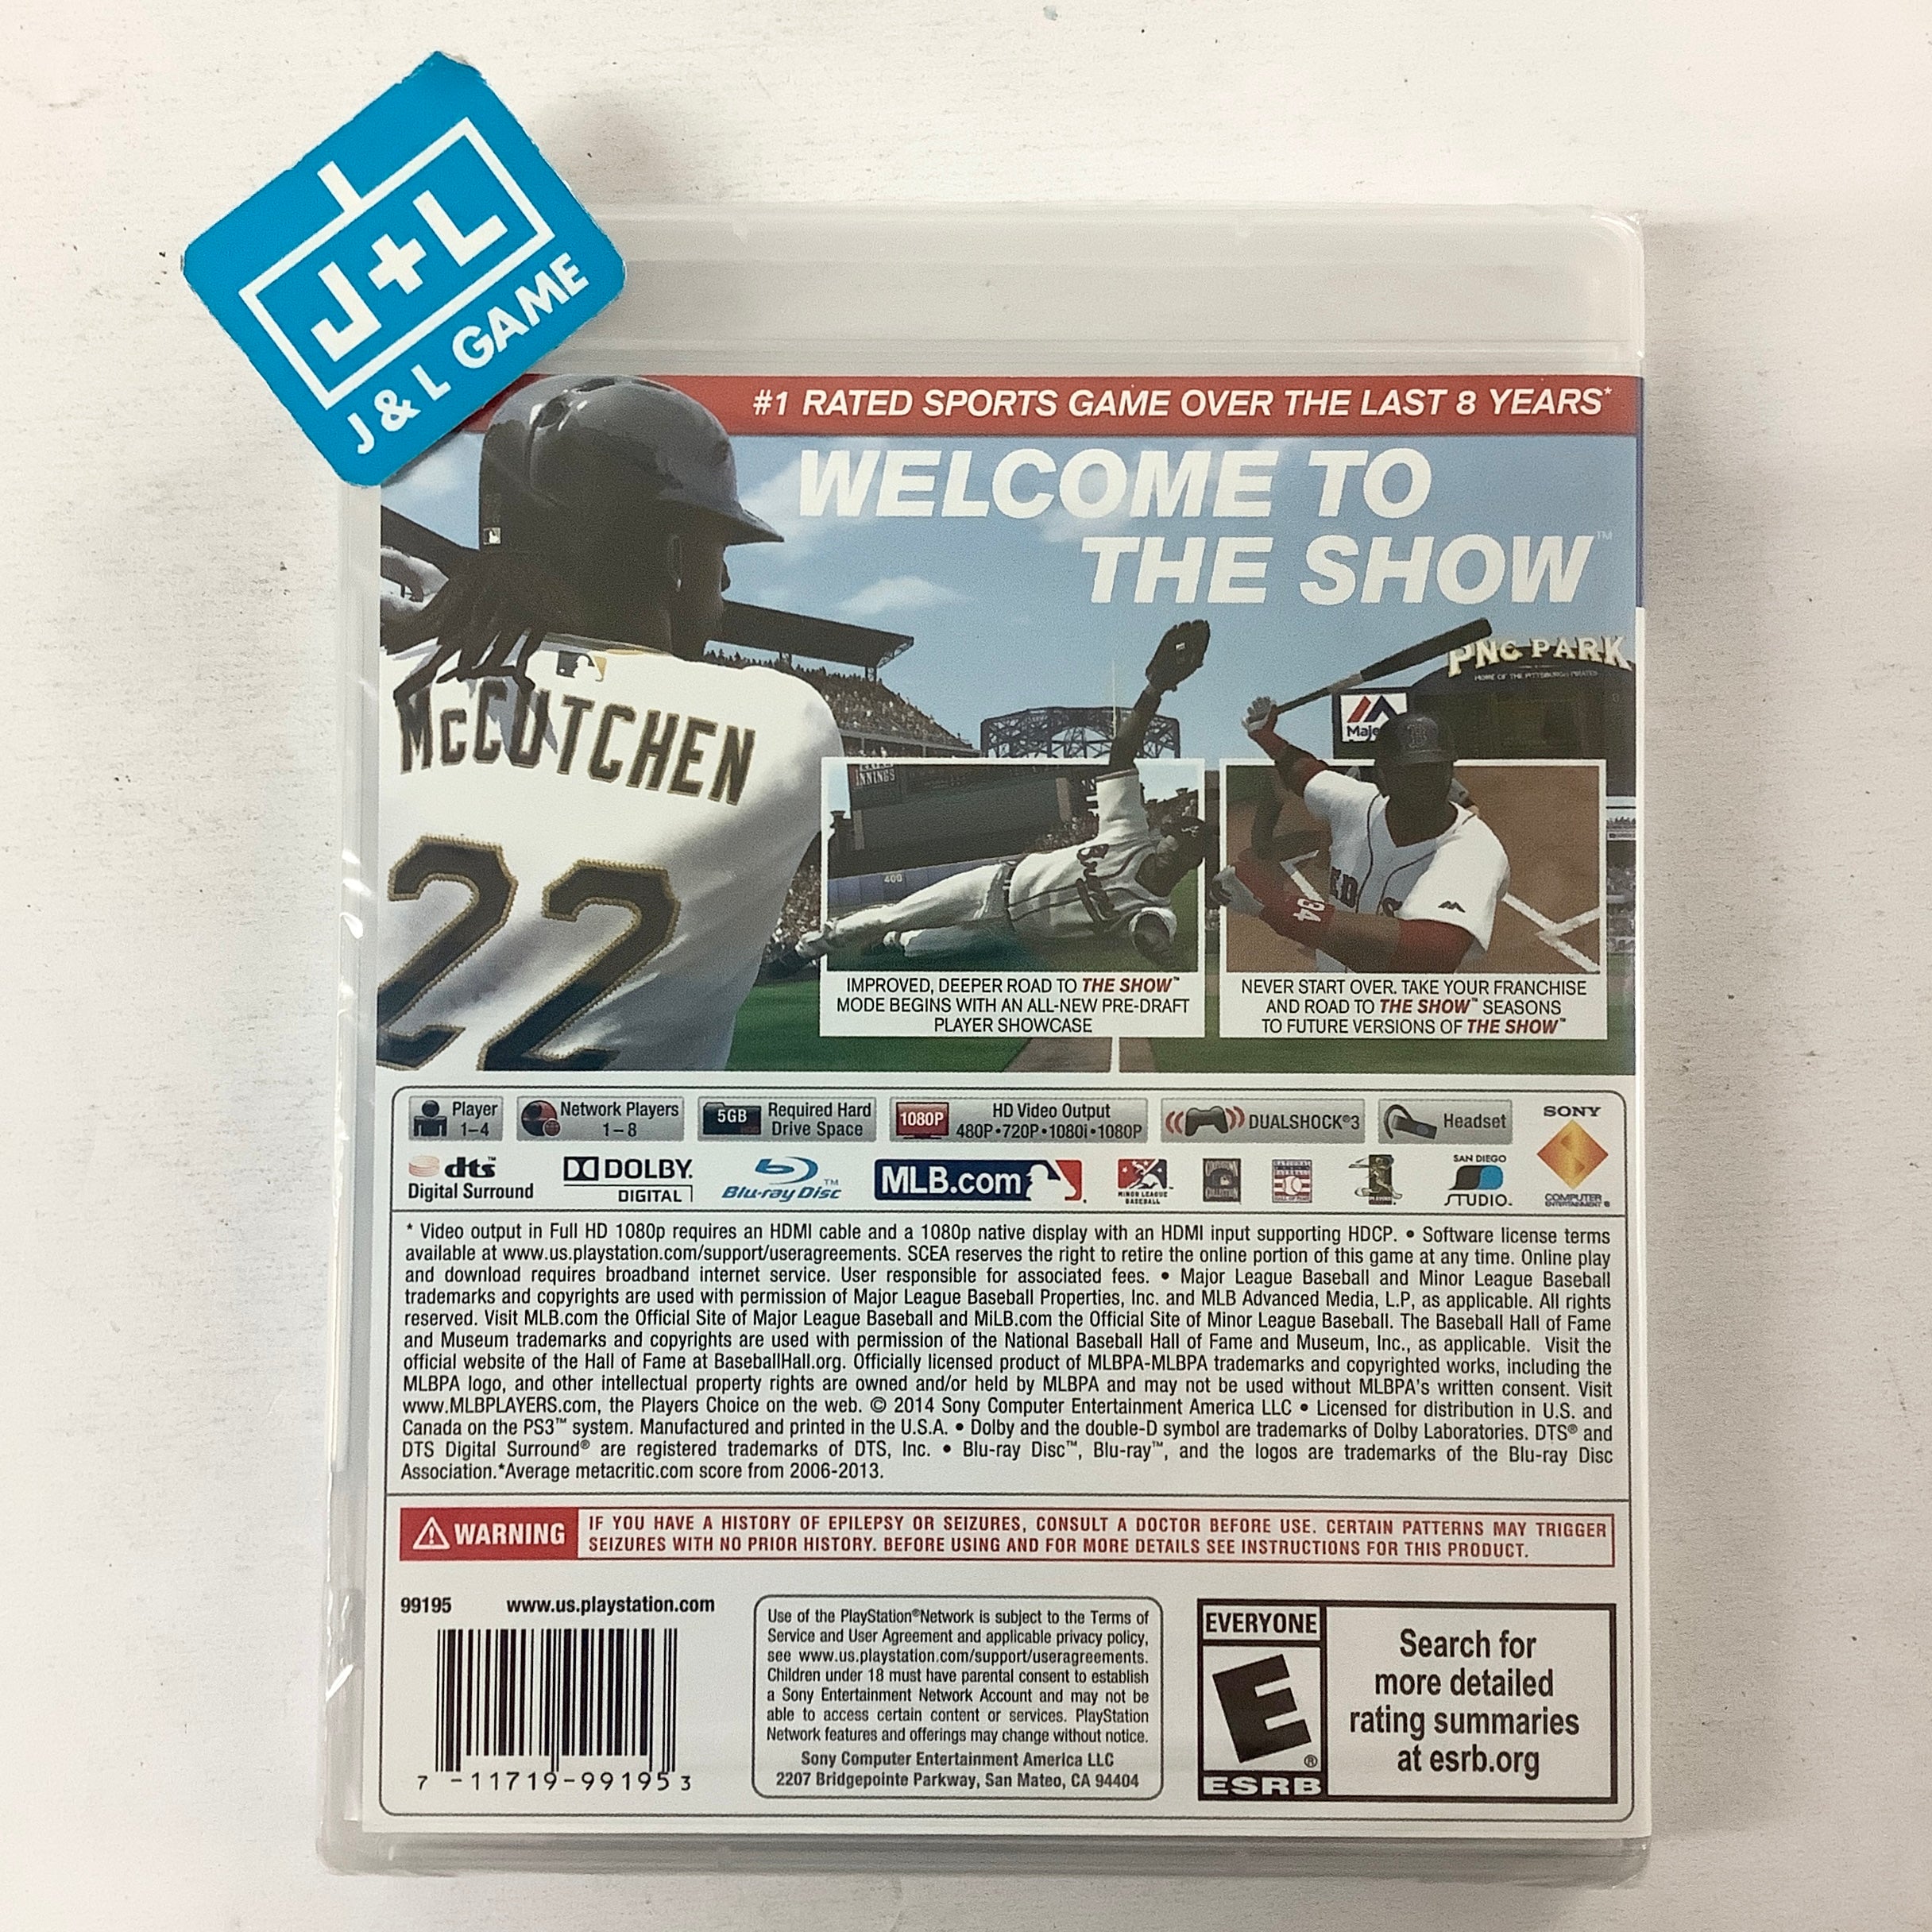 J+L
J & L GAME
#1 RATED SPORTS GAME OVER THE LAST 8 YEARS*
WELCOME TO
THE SHOW™
PNC PARK
HOME OF THE PITTSBURGH PIRATES
McCUTCHEN
22
INNINGS
400
34
IMPROVED, DEEPER ROAD TO THE SHOW™
MODE BEGINS WITH AN ALL-NEW PRE-DRAFT
PLAYER SHOWCASE
NEVER START OVER. TAKE YOUR FRANCHISE
AND ROAD TO THE SHOW™ SEASONS
TO FUTURE VERSIONS OF THE SHOW™
Player
1–4
Network Players
1–8
5GB
Required Hard
Drive Space
1080P
HD Video Output
480P•720P•1080i•1080P
DUALSHOCK®3
Headset
SONY
COMPUTER
ENTERTAINMENT®
dts™
Digital Surround
DOLBY.
DIGITAL
Blu-ray Disc™
MLB.com
MINOR LEAGUE
BASEBALL
SAN DIEGO
STUDIO
* Video output in Full HD 1080p requires an HDMI cable and a 1080p native display with an HDMI input supporting HDCP. • Software license terms
available at www.us.playstation.com/support/useragreements. SCEA reserves the right to retire the online portion of this game at any time. Online play
and download requires broadband internet service. User responsible for associated fees. • Major League Baseball and Minor League Baseball
trademarks and copyrights are used with permission of Major League Baseball Properties, Inc. and MLB Advanced Media, L.P, as applicable. All rights
reserved. Visit MLB.com the Official Site of Major League Baseball and MiLB.com the Official Site of Minor League Baseball. The Baseball Hall of Fame
and Museum trademarks and copyrights are used with permission of the National Baseball Hall of Fame and Museum, Inc., as applicable. Visit the
official website of the Hall of Fame at BaseballHall.org. Officially licensed product of MLBPA-MLBPA trademarks and copyrighted works, including the
MLBPA logo, and other intellectual property rights are owned and/or held by MLBPA and may not be used without MLBPA's written consent. Visit
www.MLBPLAYERS.com, the Players Choice on the web. © 2014 Sony Computer Entertainment America LLC • Licensed for distribution in U.S. and
Canada on the PS3™ system. Manufactured and printed in the U.S.A. • Dolby and the double-D symbol are trademarks of Dolby Laboratories. DTS® and
DTS Digital Surround® are registered trademarks of DTS, Inc. • Blu-ray Disc™, Blu-ray™, and the logos are trademarks of the Blu-ray Disc
Association.*Average metacritic.com score from 2006-2013.
WARNING
IF YOU HAVE A HISTORY OF EPILEPSY OR SEIZURES, CONSULT A DOCTOR BEFORE USE. CERTAIN PATTERNS MAY TRIGGER
SEIZURES WITH NO PRIOR HISTORY. BEFORE USING AND FOR MORE DETAILS SEE INSTRUCTIONS FOR THIS PRODUCT.
99195
www.us.playstation.com
7 -11719-99195 3
Use of the PlayStation®Network is subject to the Terms of
Service and User Agreement and applicable privacy policy,
see www.us.playstation.com/support/useragreements.
Children under 18 must have parental consent to establish
a Sony Entertainment Network Account and may not be
able to access certain content or services. PlayStation
Network features and offerings may change without notice.
Sony Computer Entertainment America LLC
2207 Bridgepointe Parkway, San Mateo, CA 94404
EVERYONE
E
®
ESRB
Search for
more detailed
rating summaries
at esrb.org